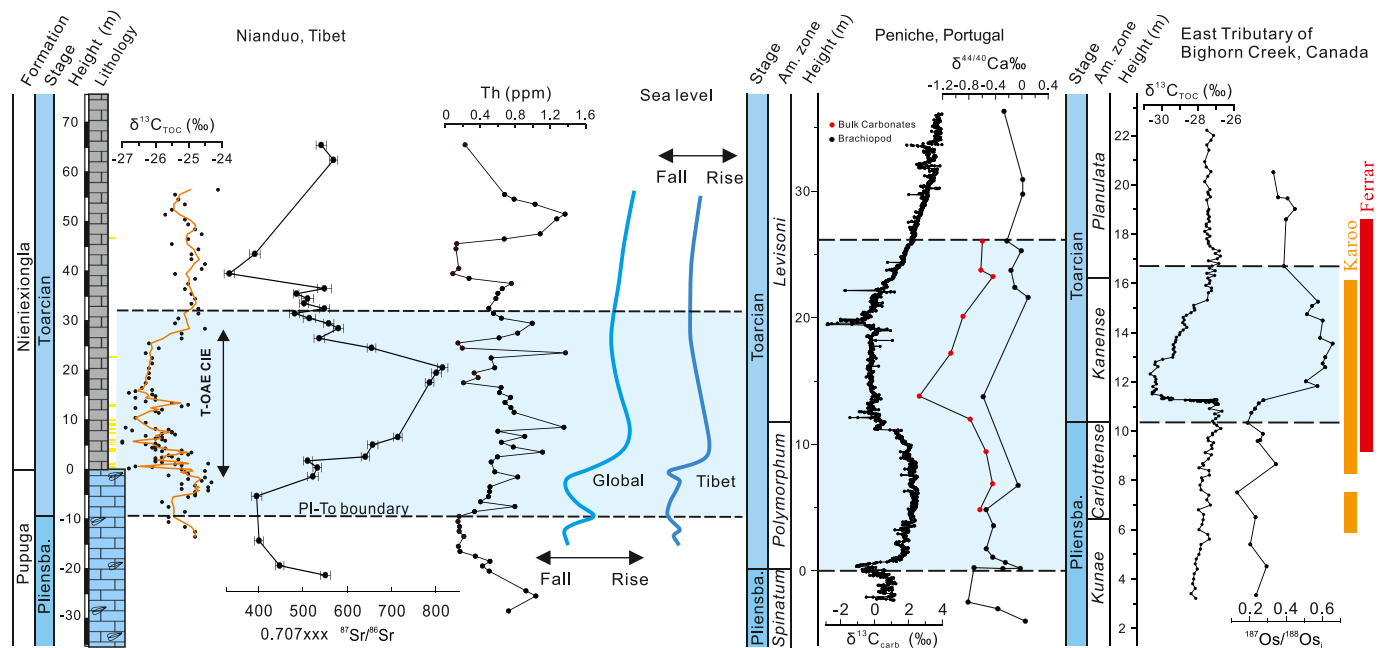 Formation
Stage
Height (m)
Lithology
Nianduo, Tibet
δ¹³C_TOC (‰)
-27 -26 -25 -24
Th (ppm)
0 0.4 0.8 1.2 1.6
Sea level
Fall Rise
70
60
50
40
30
20
10
0
-10
-20
-30
Nieniexiongla
Pupuga
Toarcian
Pliensba.
T-OAE CIE
Pl-To boundary
Global
Tibet
Fall Rise
400 500 600 700 800
0.707xxx ⁸⁷Sr/⁸⁶Sr
Stage
Am. zone
Height (m)
Peniche, Portugal
δ⁴⁴/⁴⁰Ca‰
-1.2 -0.8 -0.4 0 0.4
Bulk Carbonates
Brachiopod
Toarcian
Pliensba.
Levisoni
Polymorphum
Spinatum
30
20
10
0
-2 0 2 4
δ¹³C_carb (‰)
Stage
Am. zone
Height (m)
East Tributary of
Bighorn Creek, Canada
δ¹³C_TOC (‰)
-30 -28 -26
Toarcian
Pliensba.
Planulata
Kanense
Carlottense
Kunae
22
20
18
16
14
12
10
8
6
4
2
0.2 0.4 0.6
¹⁸⁷Os/¹⁸⁸Os_i
Karoo
Ferrar